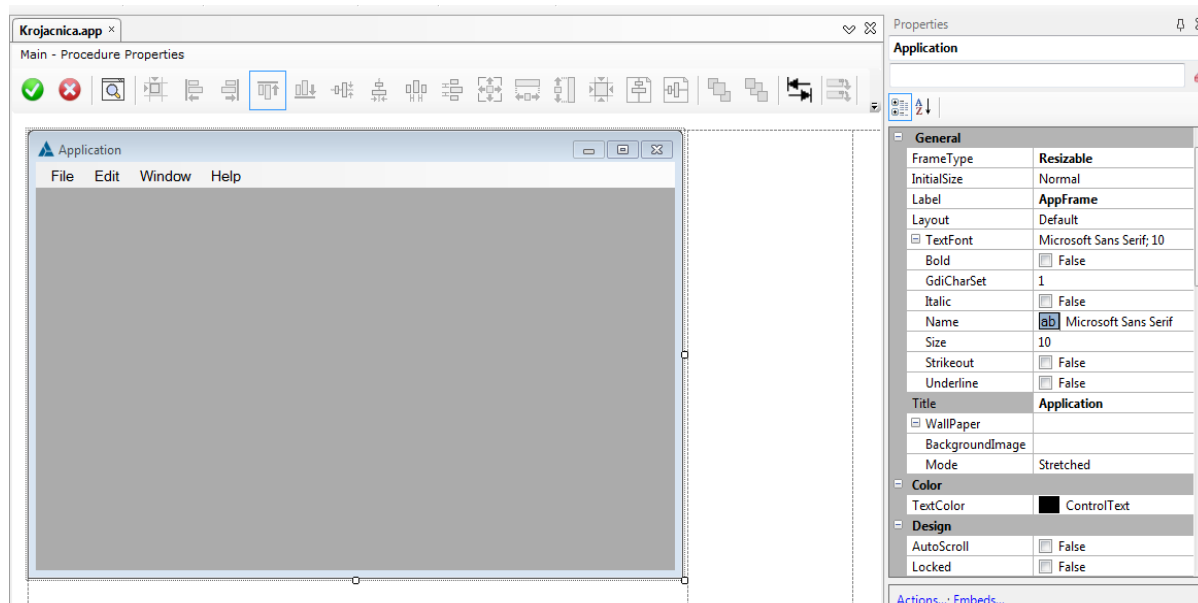 Krojacnica.app ×
Main - Procedure Properties
Application
File Edit Window Help
Properties
Application
General
FrameType Resizable
InitialSize Normal
Label AppFrame
Layout Default
TextFont Microsoft Sans Serif; 10
Bold False
GdiCharSet 1
Italic False
Name ab Microsoft Sans Serif
Size 10
Strikeout False
Underline False
Title Application
WallPaper
BackgroundImage
Mode Stretched
Color
TextColor ControlText
Design
AutoScroll False
Locked False
Actions...; Embeds...